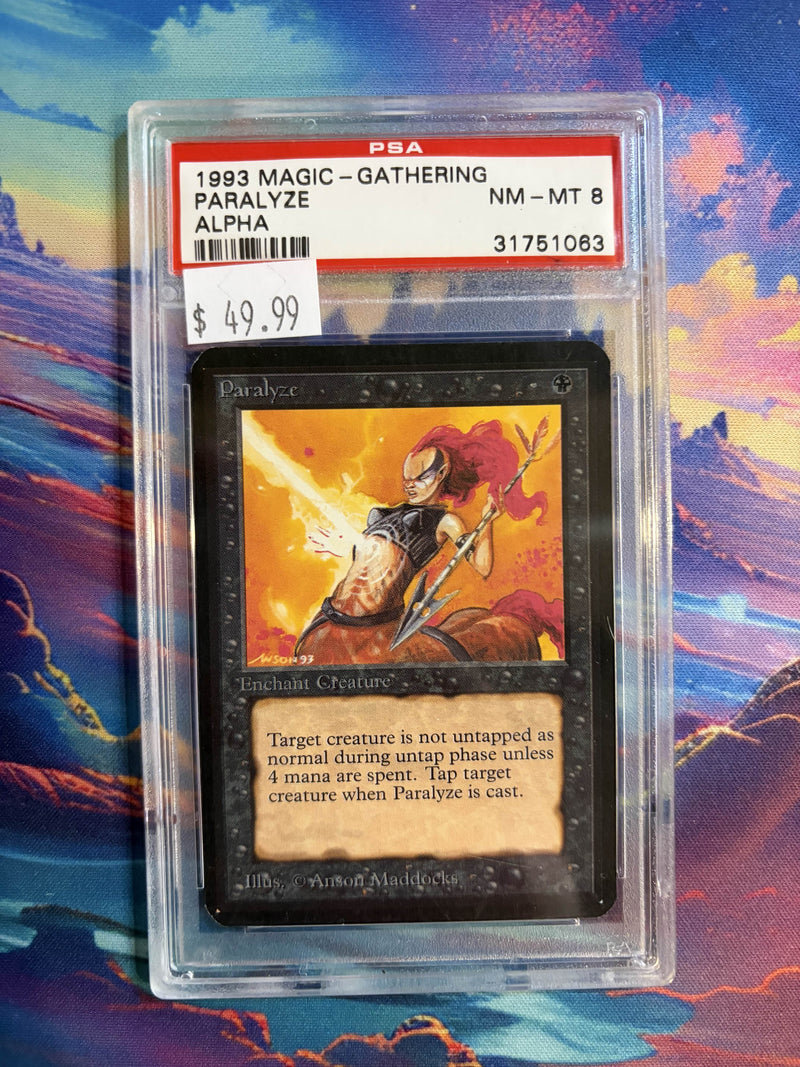 PSA
1993 MAGIC - GATHERING
PARALYZE NM - MT 8
ALPHA
31751063
$ 49.99
Paralyze
AWSON93
Enchant Creature
Target creature is not untapped as
normal during untap phase unless
4 mana are spent. Tap target
creature when Paralyze is cast.
Illus. © Anson Maddocks
PSA